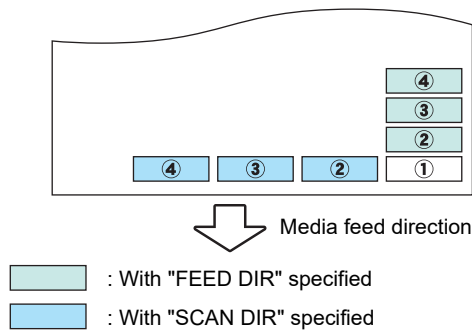 ④
③
②
④ ③ ② ①
Media feed direction
: With "FEED DIR" specified
: With "SCAN DIR" specified